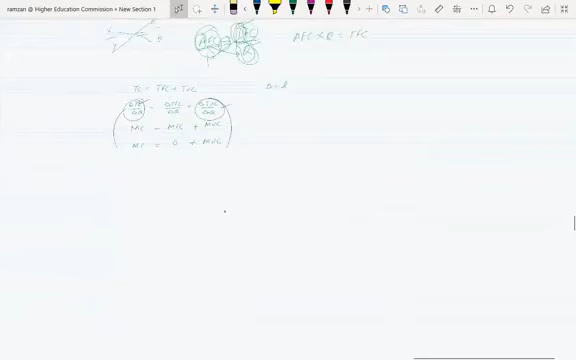 ramzan @ Higher Education Commission > New Section 1
AFC × Q = TFC
TC = TFC + TVC
ΔTC/ΔQ = ΔTFC/ΔQ + ΔTVC/ΔQ
MC = MFC + MVC
MC = 0 + MVC